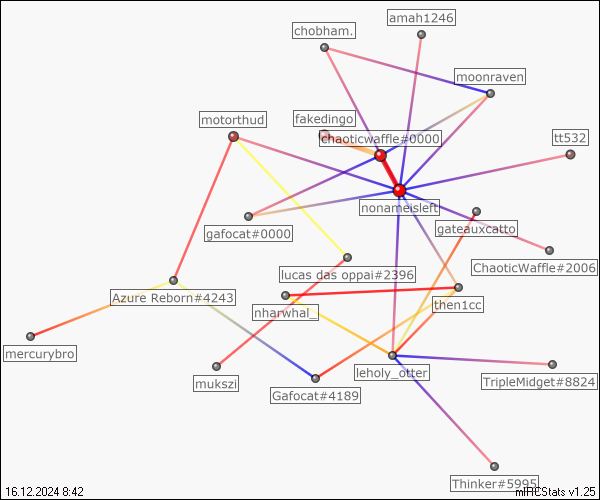 amah1246
chobham.
moonraven
motorthud
fakedingo
chaoticwaffle#0000
tt532
nonameisleft
gateauxcatto
gafocat#0000
ChaoticWaffle#2006
lucas das oppai#2396
Azure Reborn#4243
then1cc
nharwhal_
mercurybro
leholy_otter
mukszi
TripleMidget#8824
Gafocat#4189
Thinker#5995
16.12.2024 8:42
mIRCStats v1.25